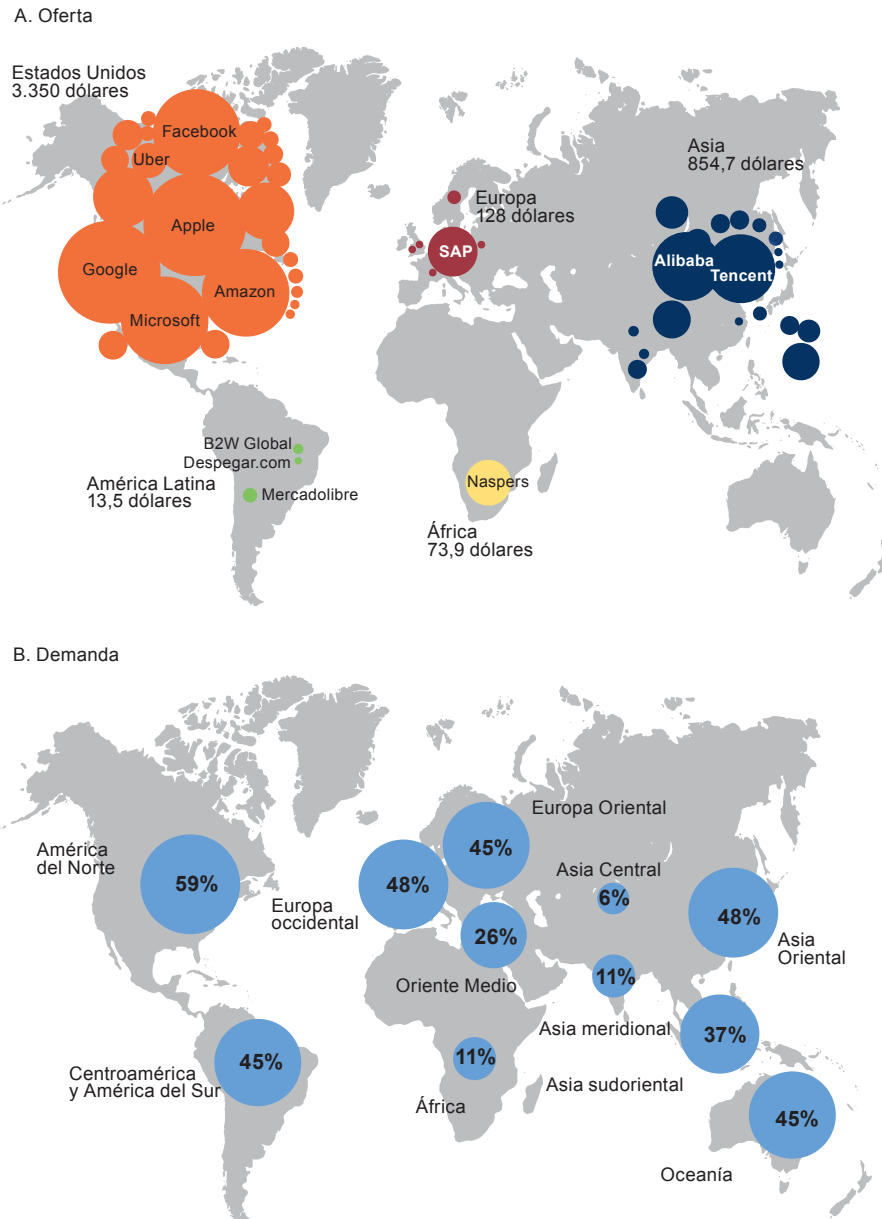 A. Oferta
Estados Unidos
3.350 dólares
Facebook
Uber
Apple
Google
Amazon
Microsoft
Europa
128 dólares
SAP
Asia
854,7 dólares
Alibaba
Tencent
B2W Global
Despegar.com
América Latina
13,5 dólares
Mercadolibre
Naspers
África
73,9 dólares
B. Demanda
América
del Norte
59%
Europa
occidental
48%
Europa Oriental
45%
Asia Central
6%
48%
Asia
Oriental
26%
Oriente Medio
11%
Asia meridional
37%
Asia sudoriental
Centroamérica
y América del Sur
45%
11%
África
45%
Oceanía